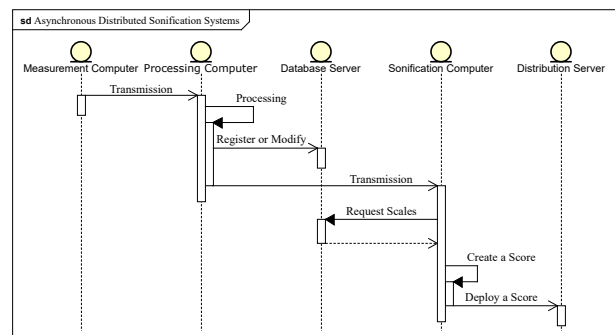 sd Asynchronous Distributed Sonification Systems
Measurement Computer
Processing Computer
Database Server
Sonification Computer
Distribution Server
Transmission
Processing
Register or Modify
Transmission
Request Scales
Create a Score
Deploy a Score